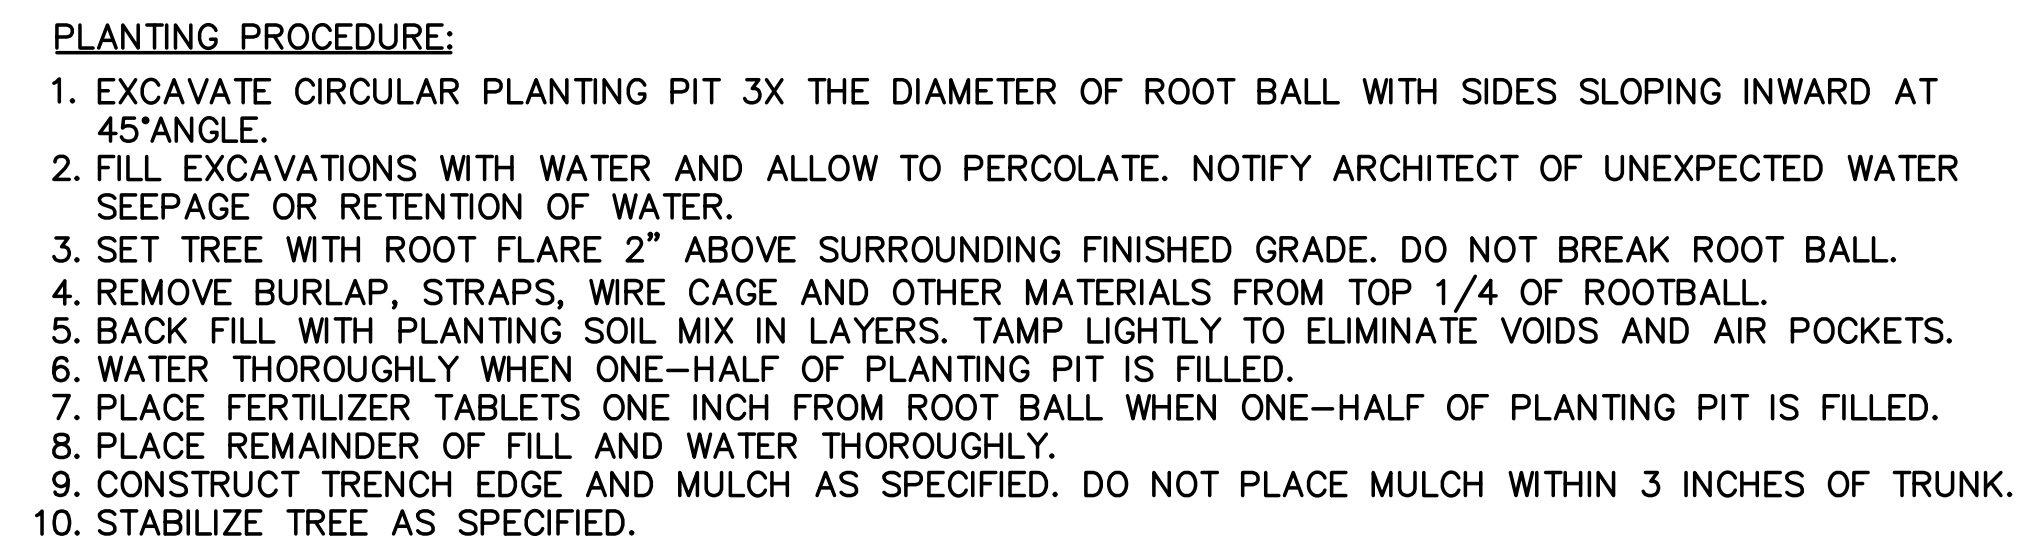 PLANTING PROCEDURE:
1. EXCAVATE CIRCULAR PLANTING PIT 3X THE DIAMETER OF ROOT BALL WITH SIDES SLOPING INWARD AT
45°ANGLE.
2. FILL EXCAVATIONS WITH WATER AND ALLOW TO PERCOLATE. NOTIFY ARCHITECT OF UNEXPECTED WATER
SEEPAGE OR RETENTION OF WATER.
3. SET TREE WITH ROOT FLARE 2” ABOVE SURROUNDING FINISHED GRADE. DO NOT BREAK ROOT BALL.
4. REMOVE BURLAP, STRAPS, WIRE CAGE AND OTHER MATERIALS FROM TOP 1/4 OF ROOTBALL.
5. BACK FILL WITH PLANTING SOIL MIX IN LAYERS. TAMP LIGHTLY TO ELIMINATE VOIDS AND AIR POCKETS.
6. WATER THOROUGHLY WHEN ONE-HALF OF PLANTING PIT IS FILLED.
7. PLACE FERTILIZER TABLETS ONE INCH FROM ROOT BALL WHEN ONE-HALF OF PLANTING PIT IS FILLED.
8. PLACE REMAINDER OF FILL AND WATER THOROUGHLY.
9. CONSTRUCT TRENCH EDGE AND MULCH AS SPECIFIED. DO NOT PLACE MULCH WITHIN 3 INCHES OF TRUNK.
10. STABILIZE TREE AS SPECIFIED.